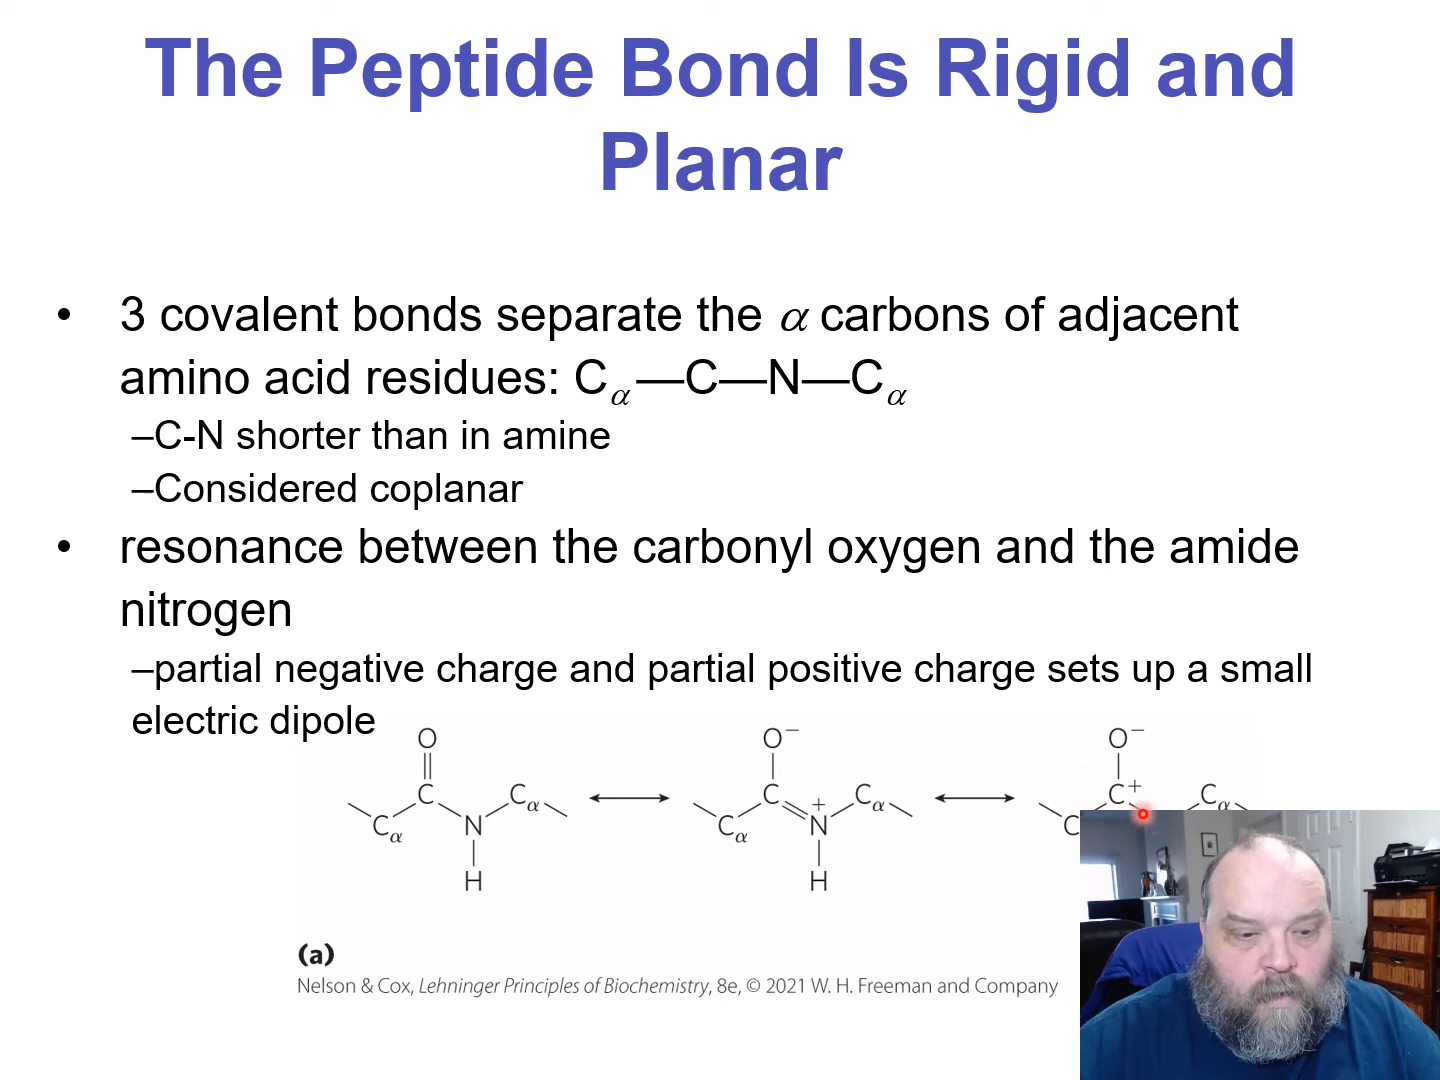 The Peptide Bond Is Rigid and
Planar
• 3 covalent bonds separate the α carbons of adjacent
amino acid residues: Cα—C—N—Cα
–C-N shorter than in amine
–Considered coplanar
• resonance between the carbonyl oxygen and the amide
nitrogen
–partial negative charge and partial positive charge sets up a small
electric dipole
O O− O−
C Cα C Cα C+ Cα
Cα N Cα N+ C
H H
(a)
Nelson & Cox, Lehninger Principles of Biochemistry, 8e, © 2021 W. H. Freeman and Company